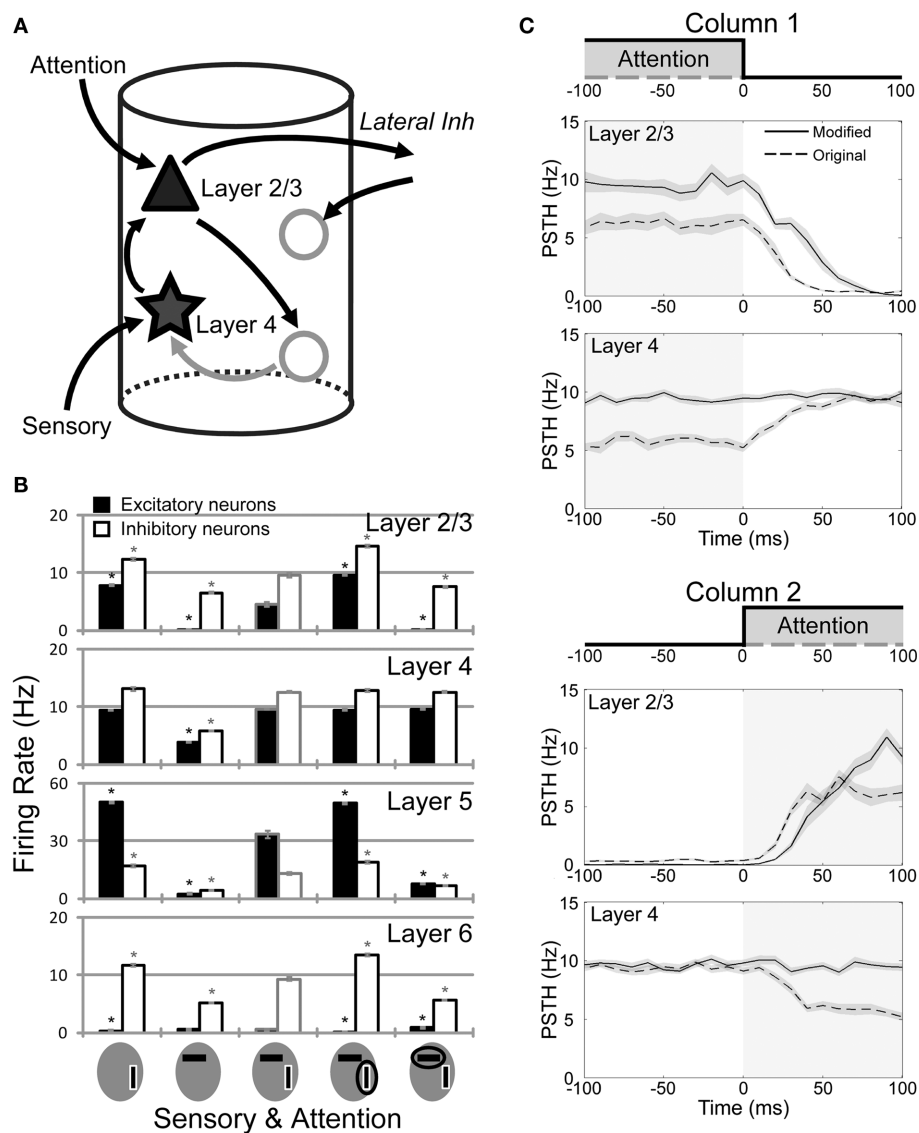 A
Attention
Lateral Inh
Layer 2/3
Layer 4
Sensory
B
Excitatory neurons
Inhibitory neurons
Layer 2/3
20
10
0
Layer 4
20
10
0
Layer 5
60
30
0
Layer 6
20
10
0
Firing Rate (Hz)
* * * * * * * *
* * * *
* * * * * * * *
* * * * * * *
Sensory & Attention
C
Column 1
Attention
-100 -50 0 50 100
Layer 2/3
Modified
Original
15
10
5
0
PSTH (Hz)
-100 -50 0 50 100
Layer 4
15
10
5
0
PSTH (Hz)
-100 -50 0 50 100
Time (ms)
Column 2
Attention
-100 -50 0 50 100
Layer 2/3
15
10
5
0
PSTH (Hz)
-100 -50 0 50 100
Layer 4
15
10
5
0
PSTH (Hz)
-100 -50 0 50 100
Time (ms)